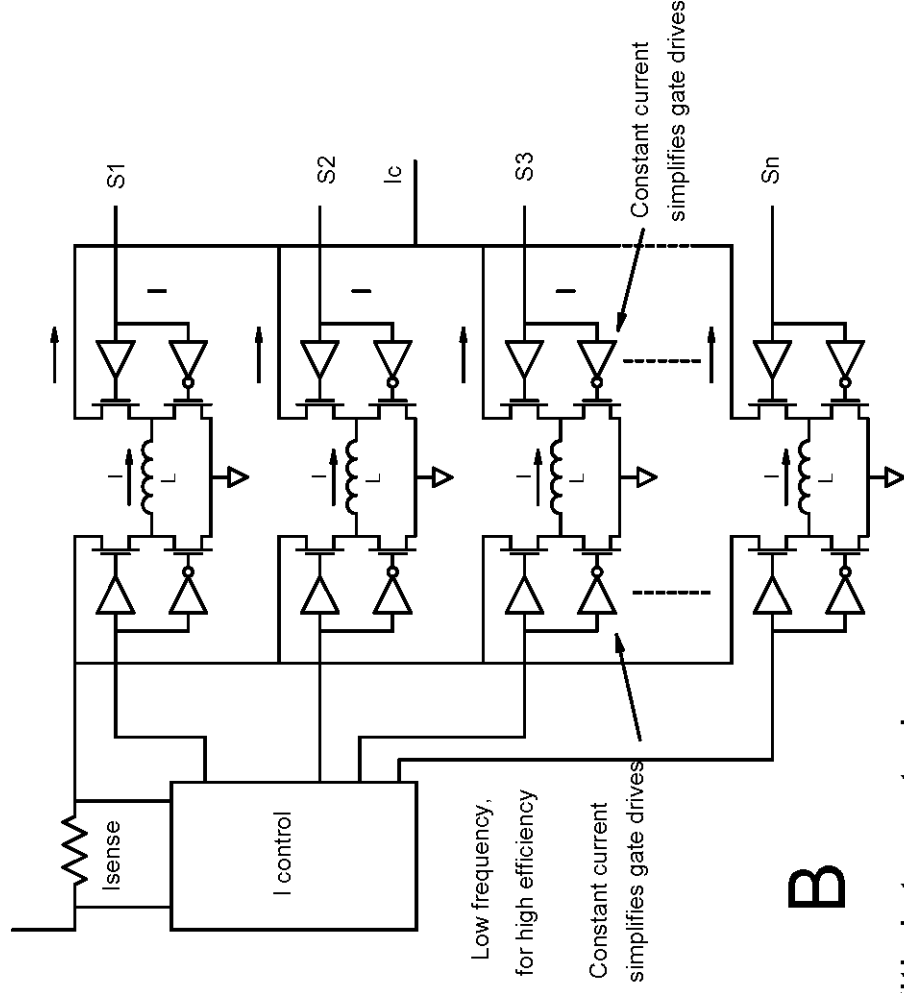 S1
I
I
L
Isense
I control
S2
I
I
L
Ic
S3
I
I
L
Constant current
simplifies gate drives
Sn
I
L
Low frequency,
for high efficiency
Constant current
simplifies gate drives
B